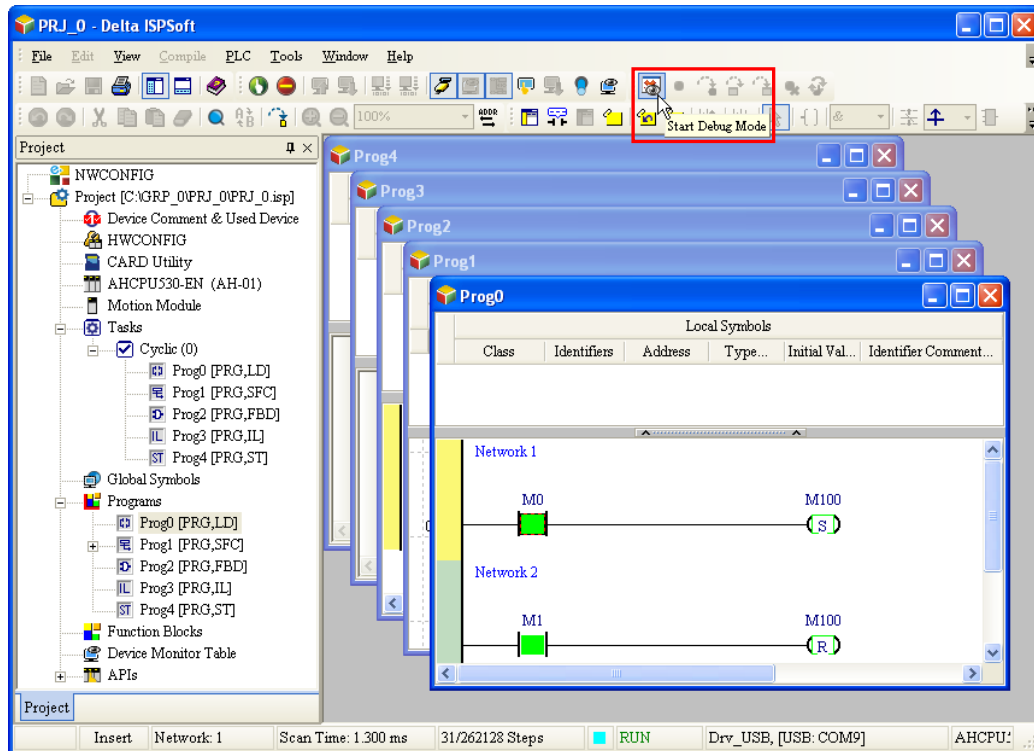 PRJ_0 - Delta ISPSoft
File Edit View Compile PLC Tools Window Help
100%
ADDR
&
Start Debug Mode
Project
NWCONFIG
Project [C:\GRP_0\PRJ_0\PRJ_0.isp]
Device Comment & Used Device
HWCONFIG
CARD Utility
AHCPU530-EN (AH-01)
Motion Module
Tasks
Cyclic (0)
Prog0 [PRG,LD]
Prog1 [PRG,SFC]
Prog2 [PRG,FBD]
IL Prog3 [PRG,IL]
ST Prog4 [PRG,ST]
Global Symbols
Programs
Prog0 [PRG,LD]
Prog1 [PRG,SFC]
Prog2 [PRG,FBD]
IL Prog3 [PRG,IL]
ST Prog4 [PRG,ST]
Function Blocks
Device Monitor Table
APIs
Project
Prog4
Prog3
Prog2
Prog1
Prog0
Local Symbols
Class Identifiers Address Type... Initial Val... Identifier Comment...
Network 1
M0 M100
S
Network 2
M1 M100
R
Insert Network: 1 Scan Time: 1.300 ms 31/262128 Steps RUN Drv_USB, [USB: COM9]